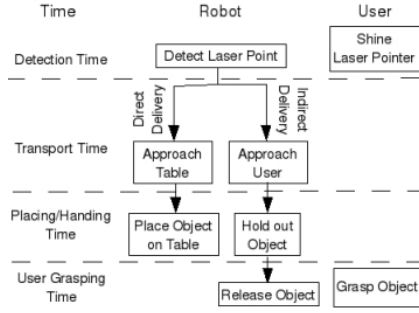 Time
Robot
User
Detection Time
Detect Laser Point
Shine
Laser Pointer
Direct
Delivery
Indirect
Delivery
Transport Time
Approach
Table
Approach
User
Placing/Handing
Time
Place Object
on Table
Hold out
Object
User Grasping
Time
Release Object
Grasp Object